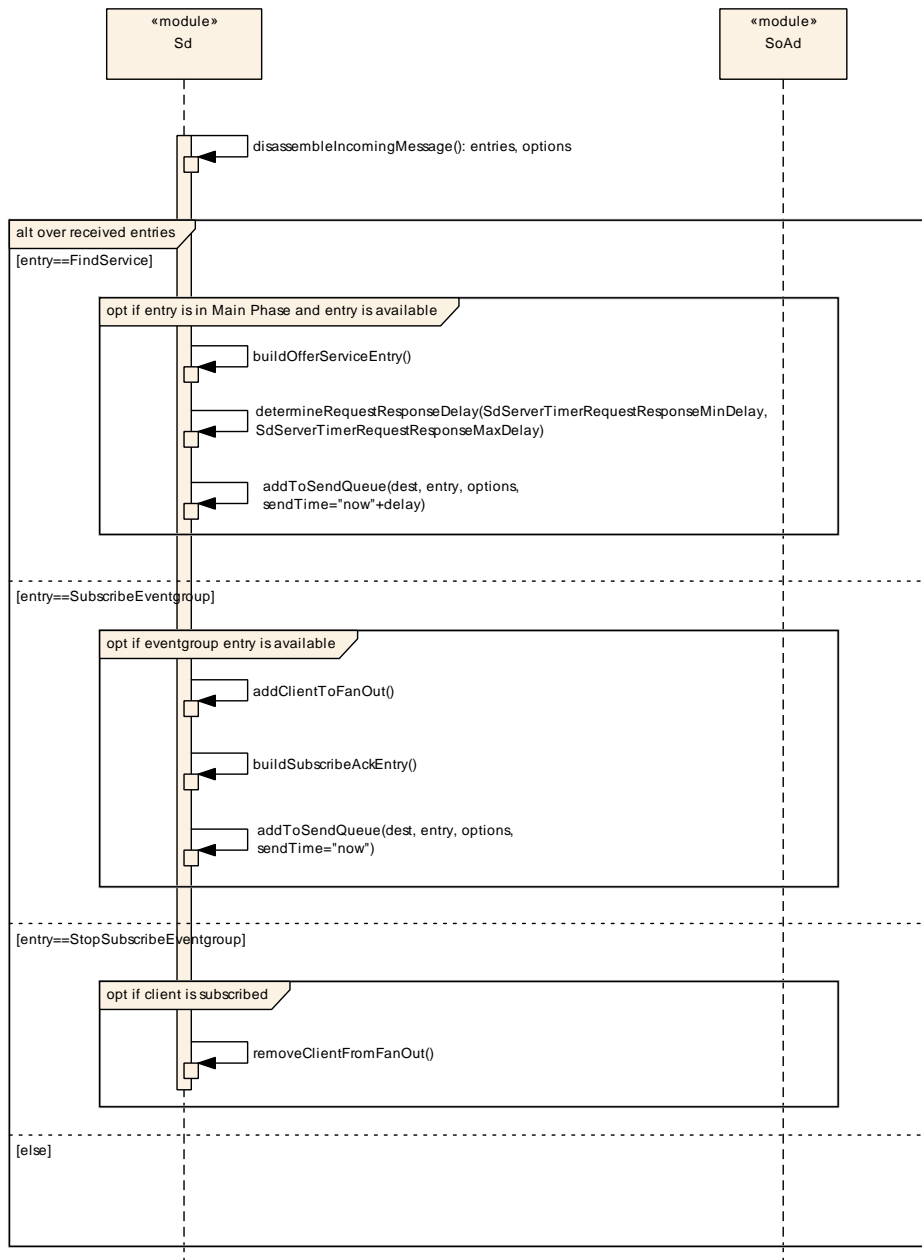 «module»
Sd
«module»
SoAd
disassembleIncomingMessage(): entries, options
alt over received entries
[entry==FindService]
opt if entry is in Main Phase and entry is available
buildOfferServiceEntry()
determineRequestResponseDelay(SdServerTimerRequestResponseMinDelay,
SdServerTimerRequestResponseMaxDelay)
addToSendQueue(dest, entry, options,
sendTime="now"+delay)
[entry==SubscribeEventgroup]
opt if eventgroup entry is available
addClientToFanOut()
buildSubscribeAckEntry()
addToSendQueue(dest, entry, options,
sendTime="now")
[entry==StopSubscribeEventgroup]
opt if client is subscribed
removeClientFromFanOut()
[else]